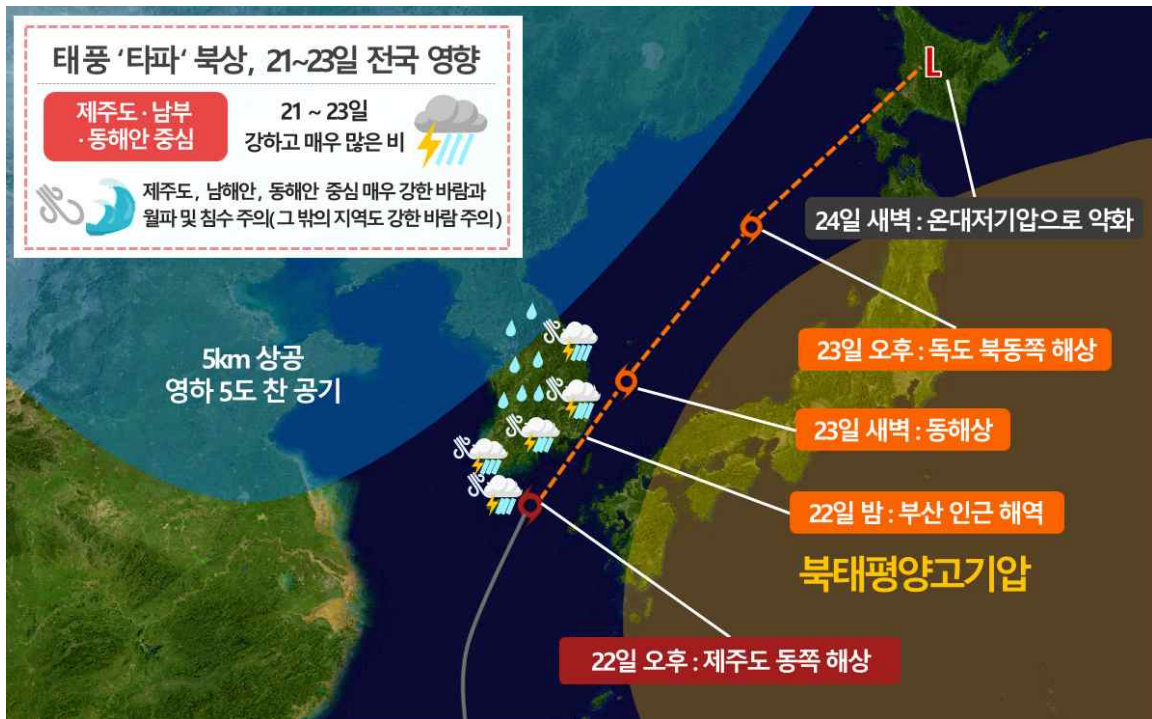 태풍 ‘타파‘ 북상, 21~23일 전국 영향
제주도·남부
·동해안 중심
21 ~ 23일
강하고 매우 많은 비
제주도, 남해안, 동해안 중심 매우 강한 바람과
월파 및 침수 주의(그 밖의 지역도 강한 바람 주의)
L
24일 새벽 : 온대저기압으로 약화
5km 상공
영하 5도 찬 공기
23일 오후 : 독도 북동쪽 해상
23일 새벽 : 동해상
22일 밤 : 부산 인근 해역
북태평양고기압
22일 오후 : 제주도 동쪽 해상